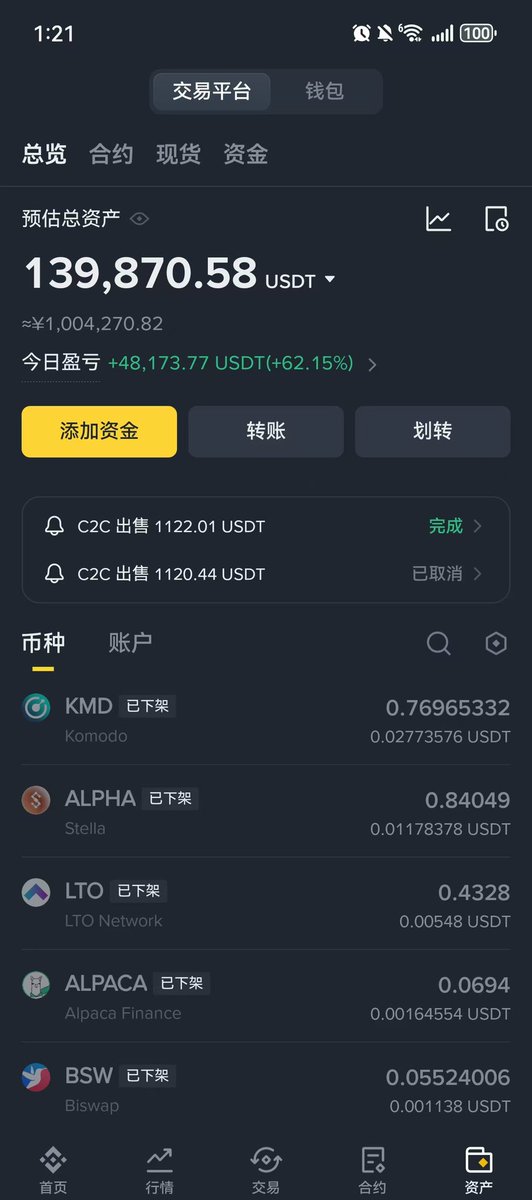 1:21
6
100
交易平台 钱包
总览 合约 现货 资金
预估总资产
139,870.58 USDT
≈¥1,004,270.82
今日盈亏 +48,173.77 USDT(+62.15%)
添加资金 转账 划转
C2C 出售 1122.01 USDT 完成
C2C 出售 1120.44 USDT 已取消
币种 账户
KMD 已下架 0.76965332
Komodo 0.02773576 USDT
ALPHA 已下架 0.84049
Stella 0.01178378 USDT
LTO 已下架 0.4328
LTO Network 0.00548 USDT
ALPACA 已下架 0.0694
Alpaca Finance 0.00164554 USDT
BSW 已下架 0.05524006
Biswap 0.001138 USDT
首页 行情 交易 合约 资产